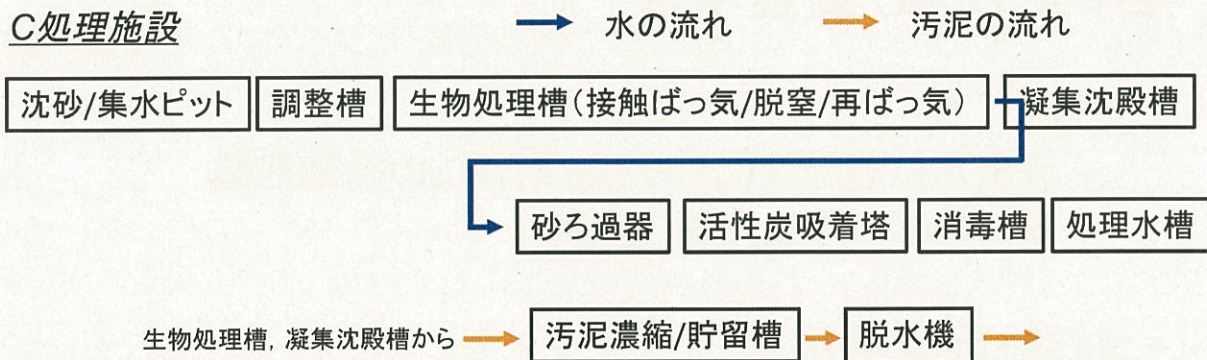 C処理施設
水の流れ 汚泥の流れ
沈砂/集水ピット 調整槽 生物処理槽(接触ばっ気/脱窒/再ばっ気) 凝集沈殿槽
砂ろ過器 活性炭吸着塔 消毒槽 処理水槽
生物処理槽, 凝集沈殿槽から 汚泥濃縮/貯留槽 脱水機